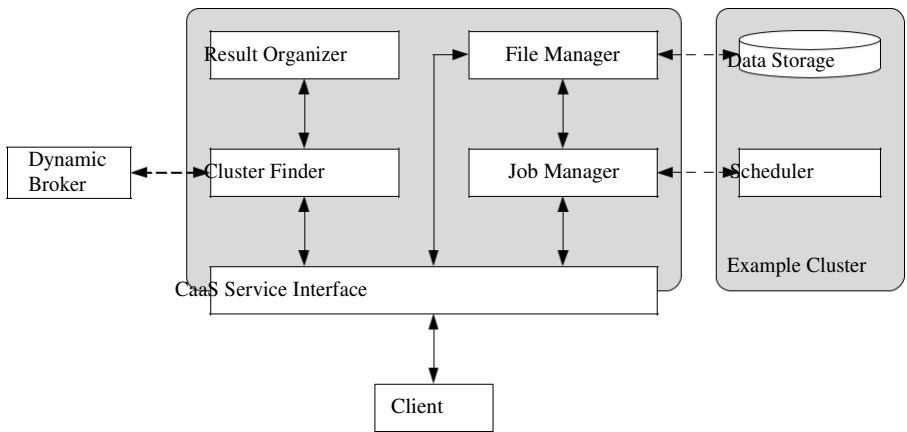 Result Organizer
File Manager
Data Storage
Dynamic
Broker
Cluster Finder
Job Manager
Scheduler
Example Cluster
CaaS Service Interface
Client